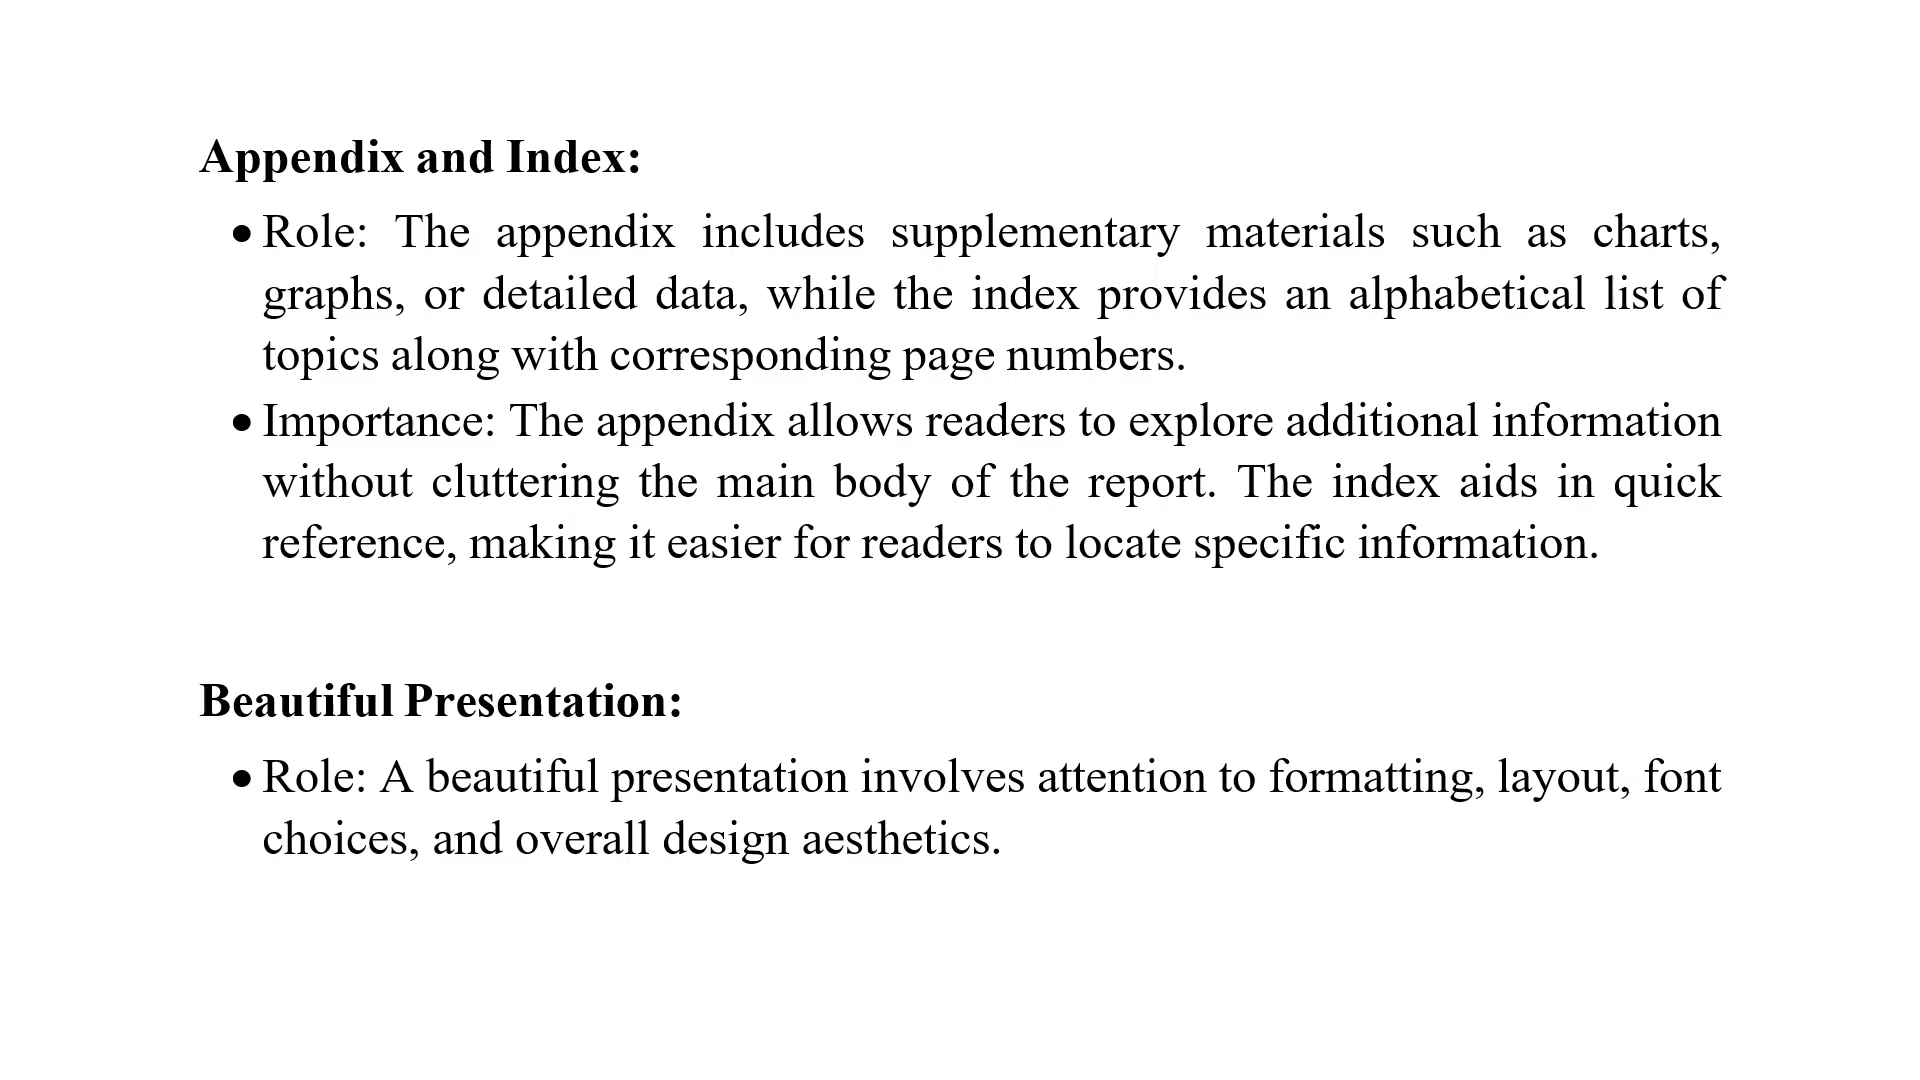 Appendix and Index:
• Role: The appendix includes supplementary materials such as charts,
graphs, or detailed data, while the index provides an alphabetical list of
topics along with corresponding page numbers.
• Importance: The appendix allows readers to explore additional information
without cluttering the main body of the report. The index aids in quick
reference, making it easier for readers to locate specific information.
Beautiful Presentation:
• Role: A beautiful presentation involves attention to formatting, layout, font
choices, and overall design aesthetics.